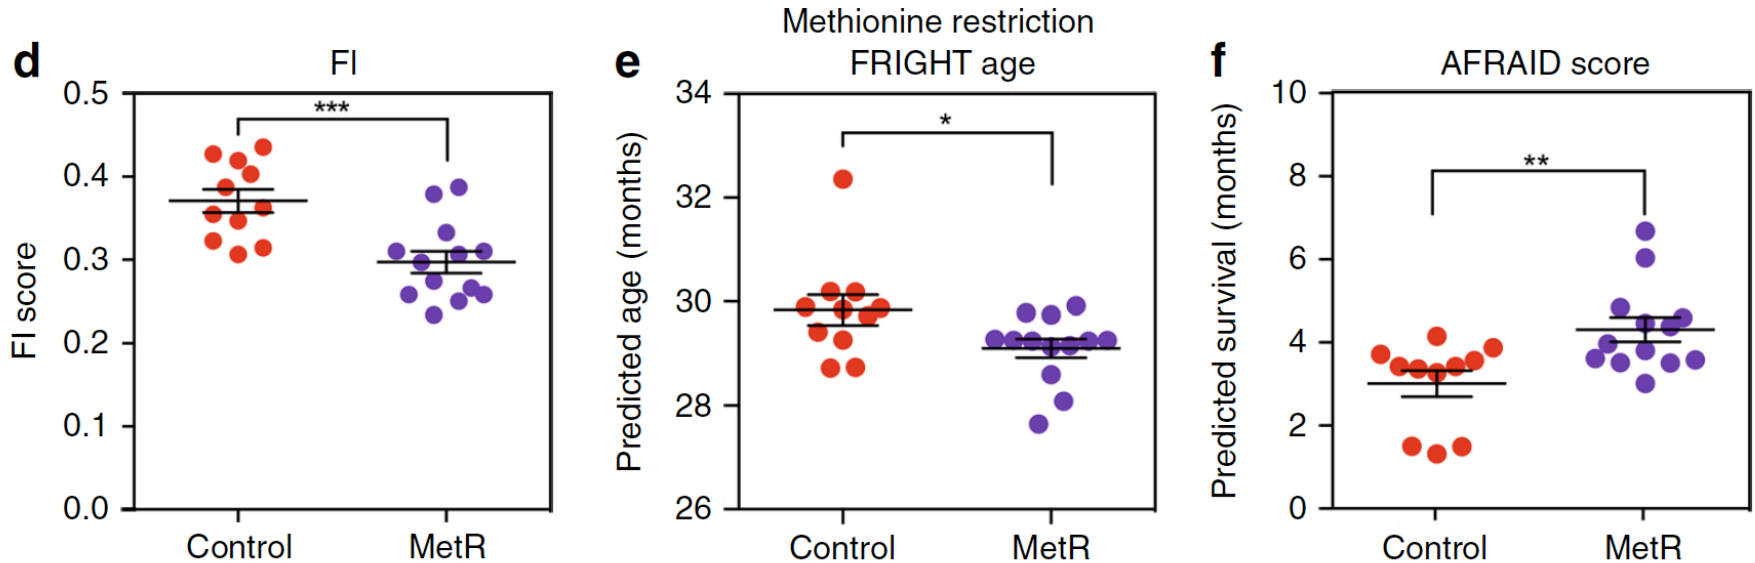 Methionine restriction
d
FI
FI score
0.5
0.4
0.3
0.2
0.1
0.0
***
Control
MetR
e
FRIGHT age
Predicted age (months)
34
32
30
28
26
*
Control
MetR
f
AFRAID score
Predicted survival (months)
10
8
6
4
2
0
**
Control
MetR